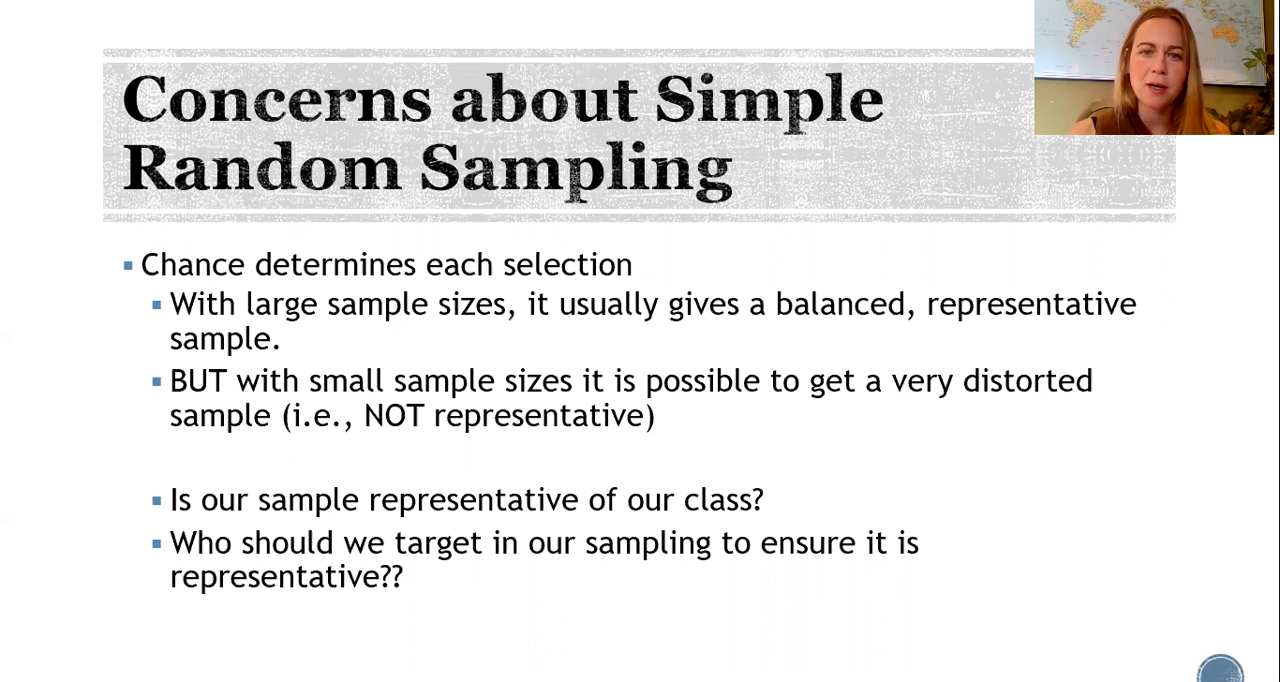 Concerns about Simple
Random Sampling
Chance determines each selection
With large sample sizes, it usually gives a balanced, representative
sample.
BUT with small sample sizes it is possible to get a very distorted
sample (i.e., NOT representative)
Is our sample representative of our class?
Who should we target in our sampling to ensure it is
representative??